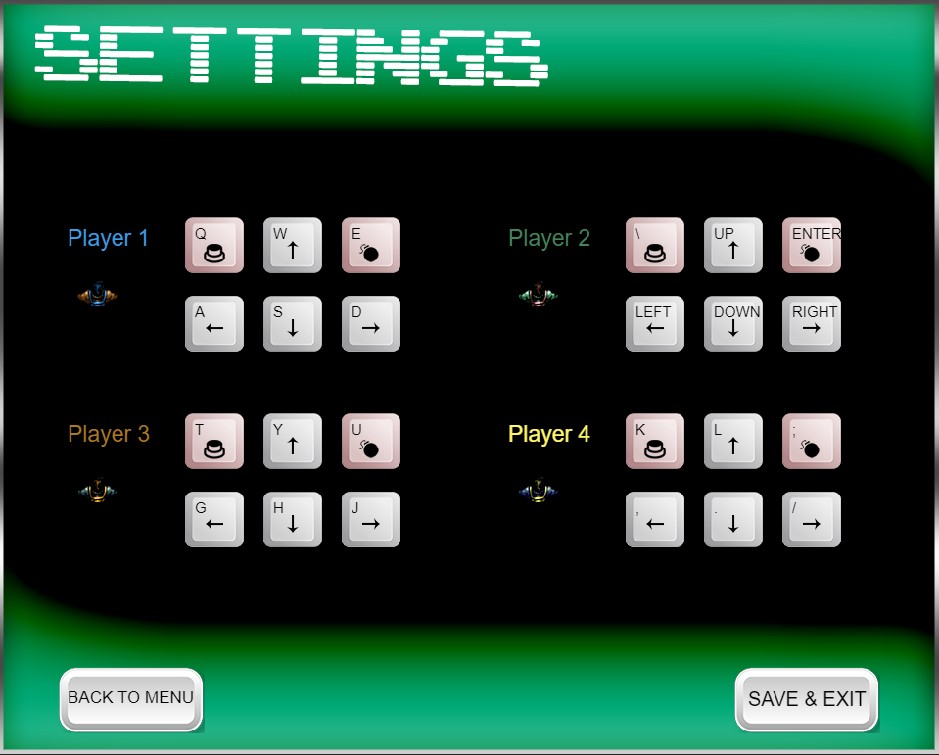 SETTINGS
Player 1
Q W E
A S D
Player 2
\ UP ENTER
LEFT DOWN RIGHT
Player 3
T Y U
G H J
Player 4
K L ;
, . /
BACK TO MENU
SAVE & EXIT